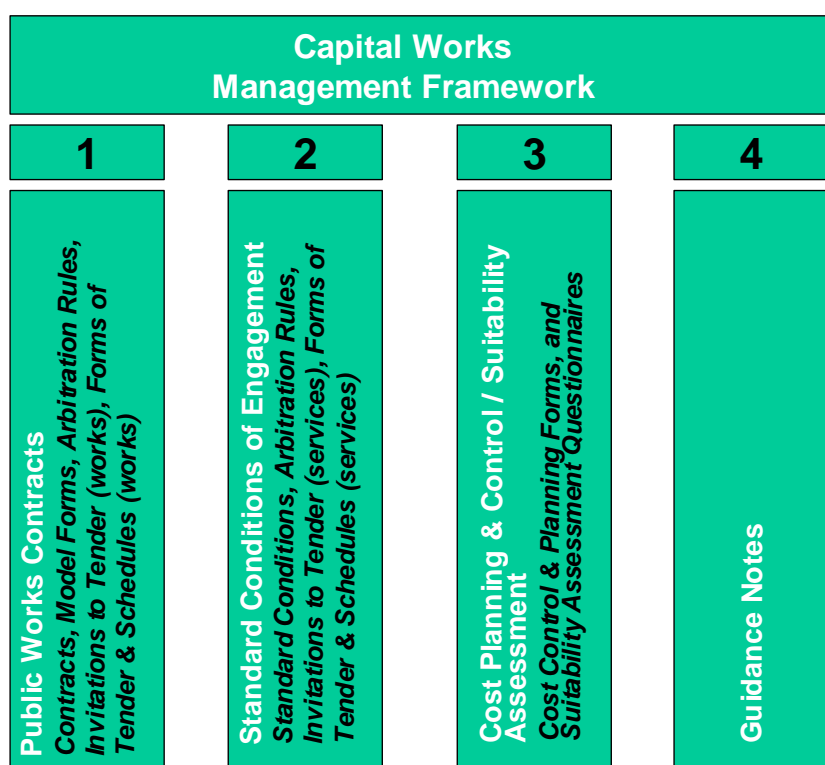 Capital Works
Management Framework
1
2
3
4
Public Works Contracts
Contracts, Model Forms, Arbitration Rules,
Invitations to Tender (works), Forms of
Tender & Schedules (works)
Standard Conditions of Engagement
Standard Conditions, Arbitration Rules,
Invitations to Tender (services), Forms of
Tender & Schedules (services)
Cost Planning & Control / Suitability
Assessment
Cost Control & Planning Forms, and
Suitability Assessment Questionnaires
Guidance Notes